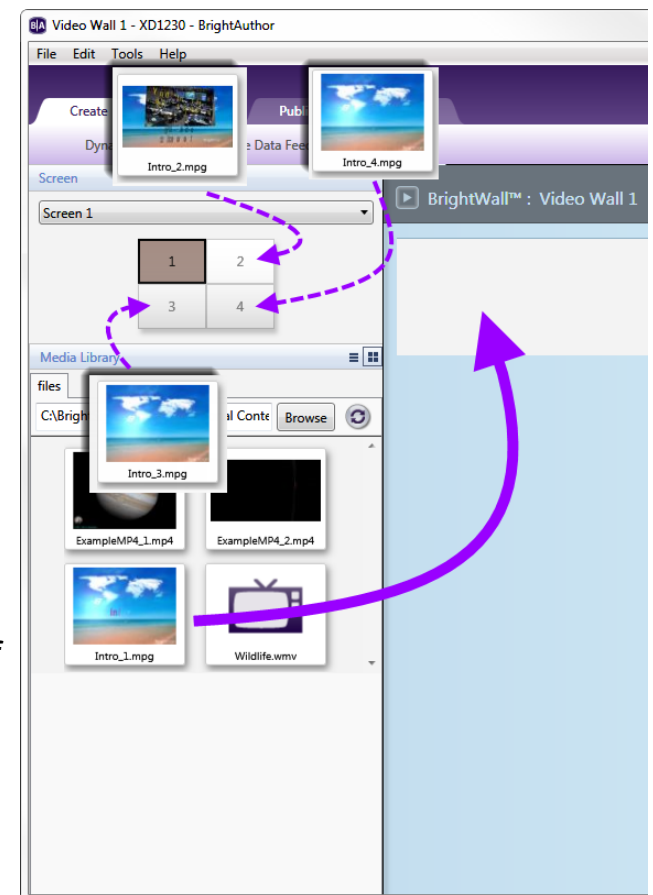 B|A Video Wall 1 - XD1230 - BrightAuthor
File Edit Tools Help
Create
Publ
Dyna
e Data Fee
Intro_2.mpg
Intro_4.mpg
Screen
Screen 1
BrightWall™ : Video Wall 1
1 2
3 4
Media Library
files
C:\Brigh
al Conte
Browse
Intro_3.mpg
ExampleMP4_1.mp4
ExampleMP4_2.mp4
Intro_1.mpg
Wildlife.wmv